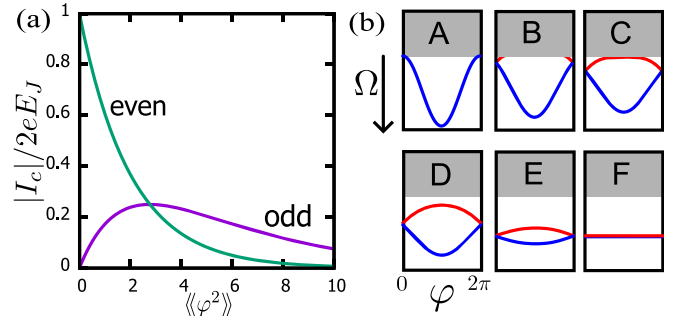 (a)
|I_c|/2eE_J
1
0.8
0.6
0.4
0.2
0
even
odd
0 2 4 6 8 10
⟪φ²⟫
(b)
Ω
A B C
D E F
0 φ 2π